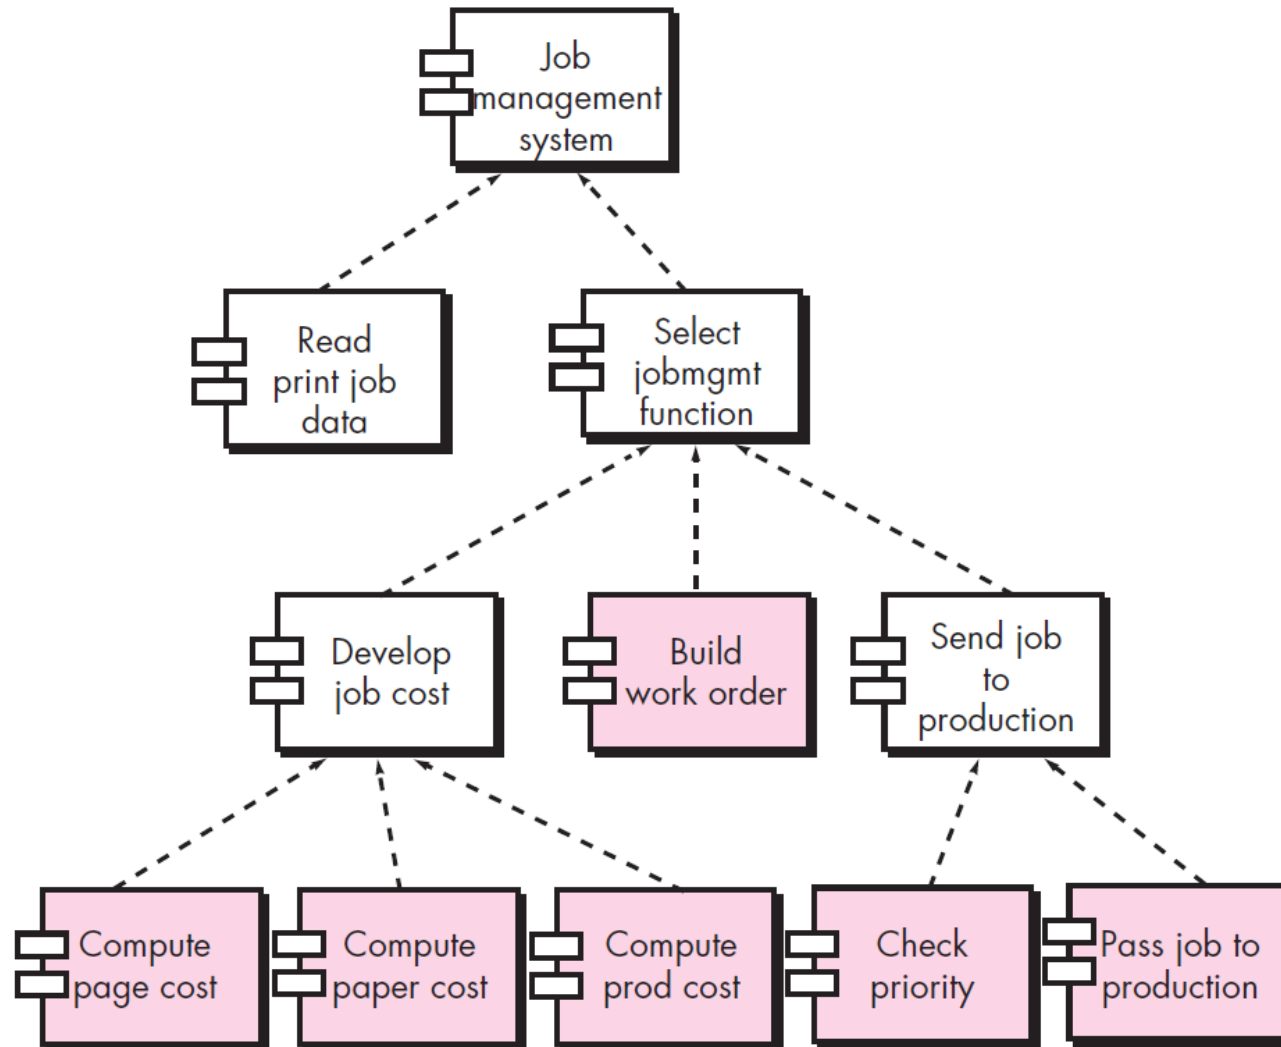 Job
management
system
Read
print job
data
Select
jobmgmt
function
Develop
job cost
Build
work order
Send job
to
production
Compute
page cost
Compute
paper cost
Compute
prod cost
Check
priority
Pass job to
production